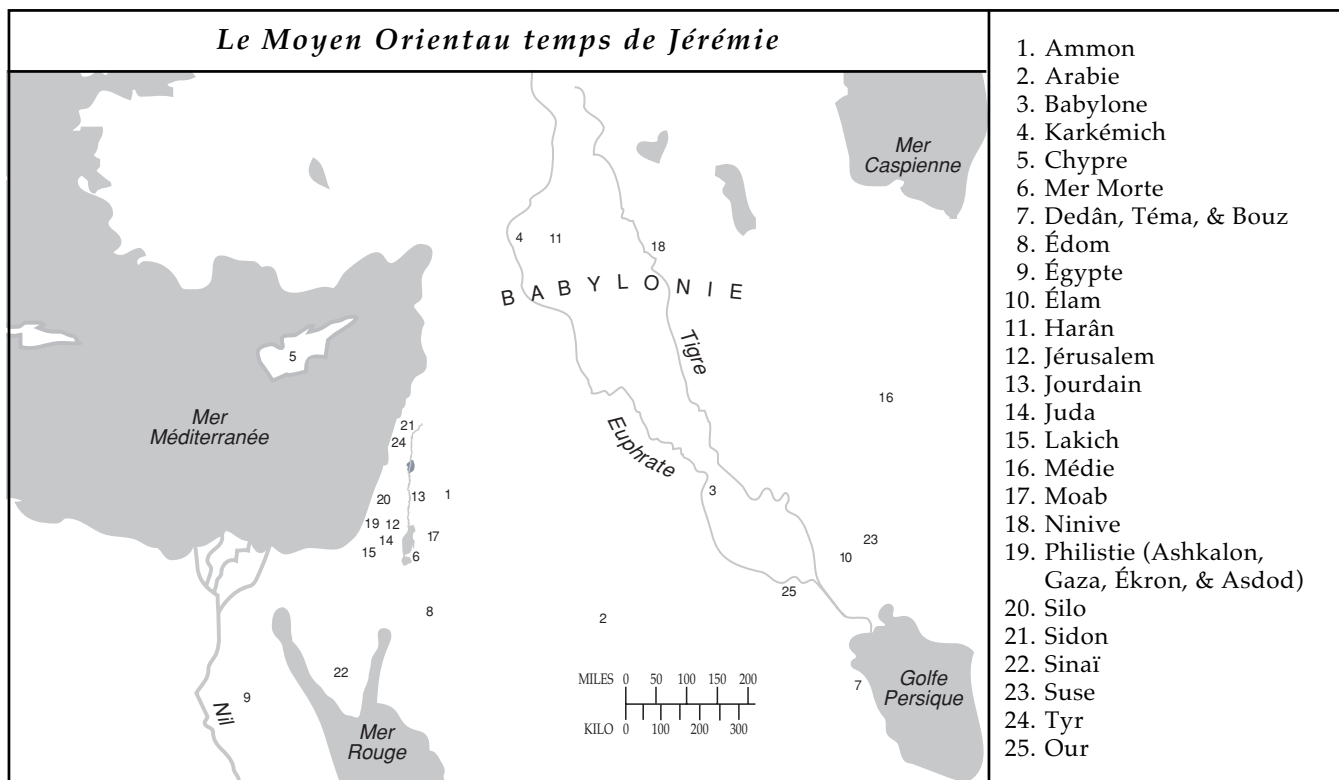 Le Moyen Orientau temps de Jérémie
Mer
Caspienne
4
11
18
BABYLONIE
5
Tigre
16
Mer
Méditerranée
21
24
Euphrate
3
20
13
1
19
12
17
14
15
6
23
10
25
8
2
22
9
7
Nil
MILES 0 50 100 150 200
KILO 0 100 200 300
Golfe
Persique
Mer
Rouge
1. Ammon
2. Arabie
3. Babylone
4. Karkémich
5. Chypre
6. Mer Morte
7. Dedân, Téma, & Bouz
8. Édom
9. Égypte
10. Élam
11. Harân
12. Jérusalem
13. Jourdain
14. Juda
15. Lakich
16. Médie
17. Moab
18. Ninive
19. Philistie (Ashkalon,
Gaza, Ékron, & Asdod)
20. Silo
21. Sidon
22. Sinaï
23. Suse
24. Tyr
25. Our